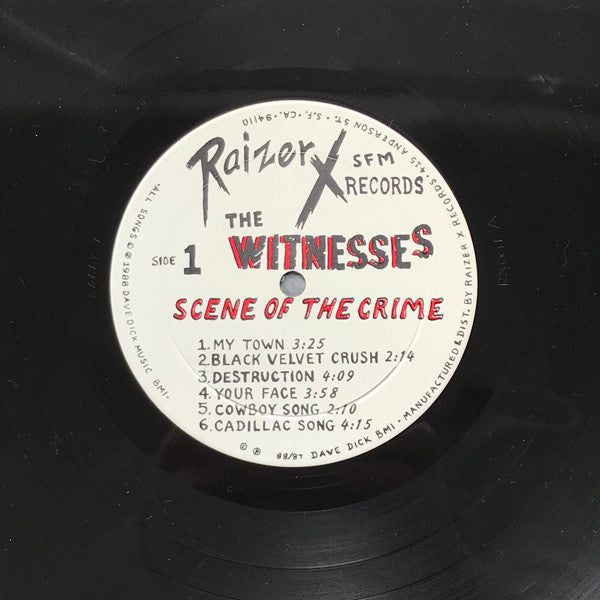 Raizer X
SFM
RECORDS
THE
WITNESSES
SIDE 1
SCENE OF THE CRIME
1. MY TOWN 3:25
2. BLACK VELVET CRUSH 2:14
3. DESTRUCTION 4:09
4. YOUR FACE 3:58
5. COWBOY SONG 2:10
6. CADILLAC SONG 4:15
© ℗ 88/87 DAVE DICK BMI • MANUFACTURED & DIST. BY RAIZER X RECORDS • 415 ANDERSON ST. • S.F. • CA. • 94110
•ALL SONGS © ℗ 1988 DAVE DICK MUSIC BMI•